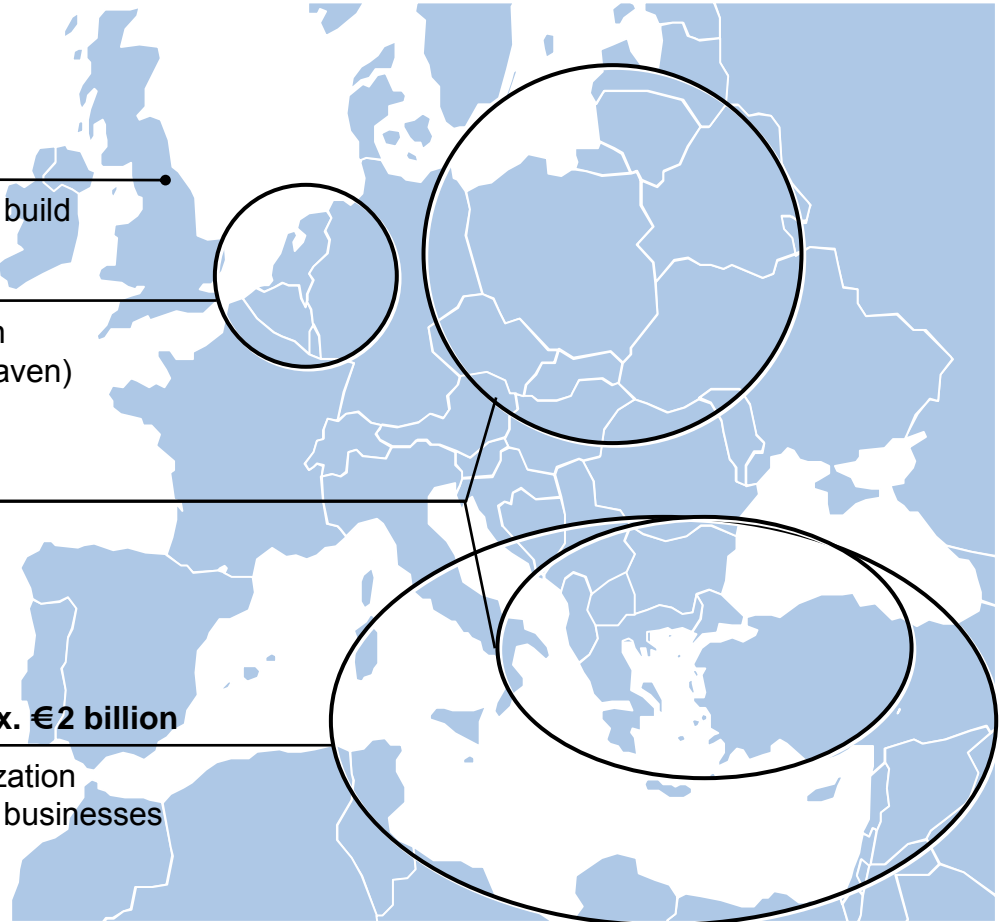 build
n
aven)
x. €2 billion
zation
businesses